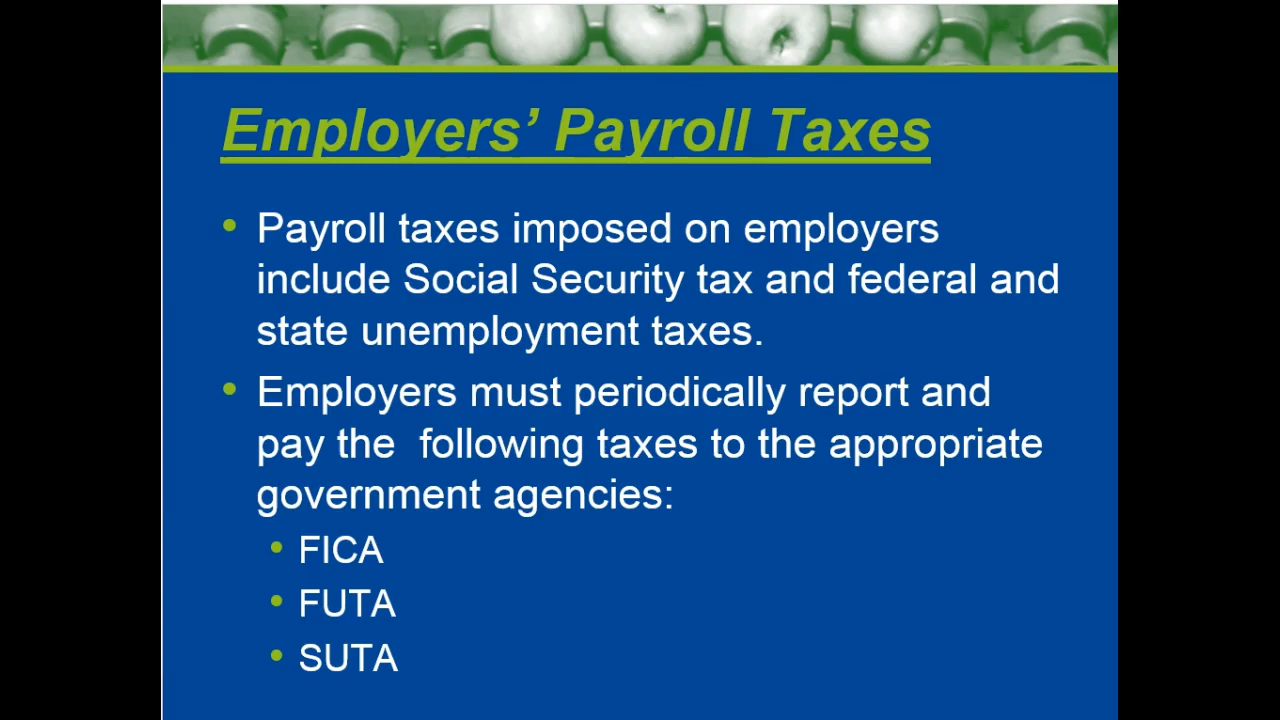 Employers’ Payroll Taxes
• Payroll taxes imposed on employers
include Social Security tax and federal and
state unemployment taxes.
• Employers must periodically report and
pay the  following taxes to the appropriate
government agencies:
• FICA
• FUTA
• SUTA